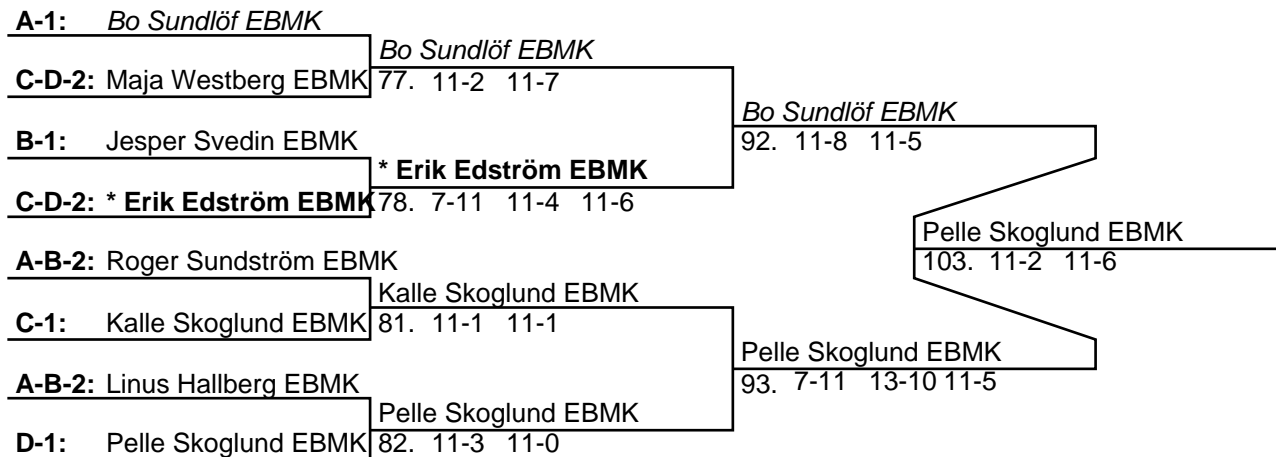 A-1: Bo Sundlöf EBMK
Bo Sundlöf EBMK
C-D-2: Maja Westberg EBMK 77. 11-2 11-7
Bo Sundlöf EBMK
B-1: Jesper Svedin EBMK 92. 11-8 11-5
* Erik Edström EBMK
C-D-2: * Erik Edström EBMK 78. 7-11 11-4 11-6
Pelle Skoglund EBMK
A-B-2: Roger Sundström EBMK 103. 11-2 11-6
Kalle Skoglund EBMK
C-1: Kalle Skoglund EBMK 81. 11-1 11-1
Pelle Skoglund EBMK
A-B-2: Linus Hallberg EBMK 93. 7-11 13-10 11-5
Pelle Skoglund EBMK
D-1: Pelle Skoglund EBMK 82. 11-3 11-0